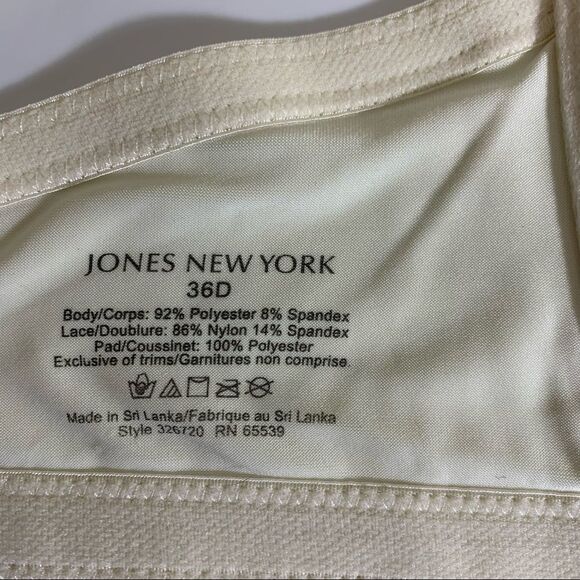 JONES NEW YORK
36D
Body/Corps: 92% Polyester 8% Spandex
Lace/Doublure: 86% Nylon 14% Spandex
Pad/Coussinet: 100% Polyester
Exclusive of trims/Garnitures non comprise
Made in Sri Lanka/Fabrique au Sri Lanka
Style 326720 RN 65539